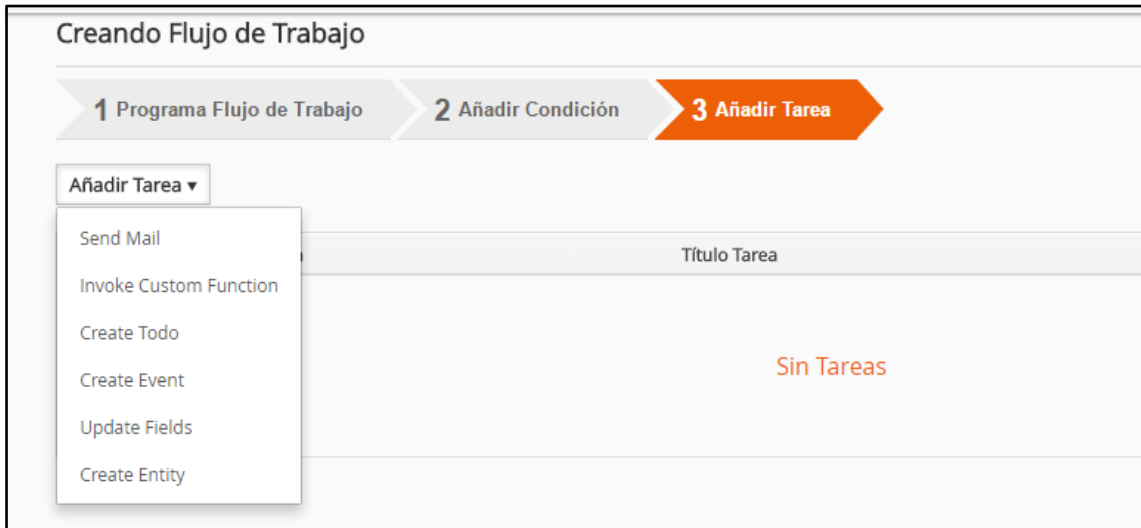 Creando Flujo de Trabajo
1 Programa Flujo de Trabajo 2 Añadir Condición 3 Añadir Tarea
Añadir Tarea ▾
Título Tarea
Send Mail
Invoke Custom Function
Create Todo
Create Event
Update Fields
Create Entity
Sin Tareas